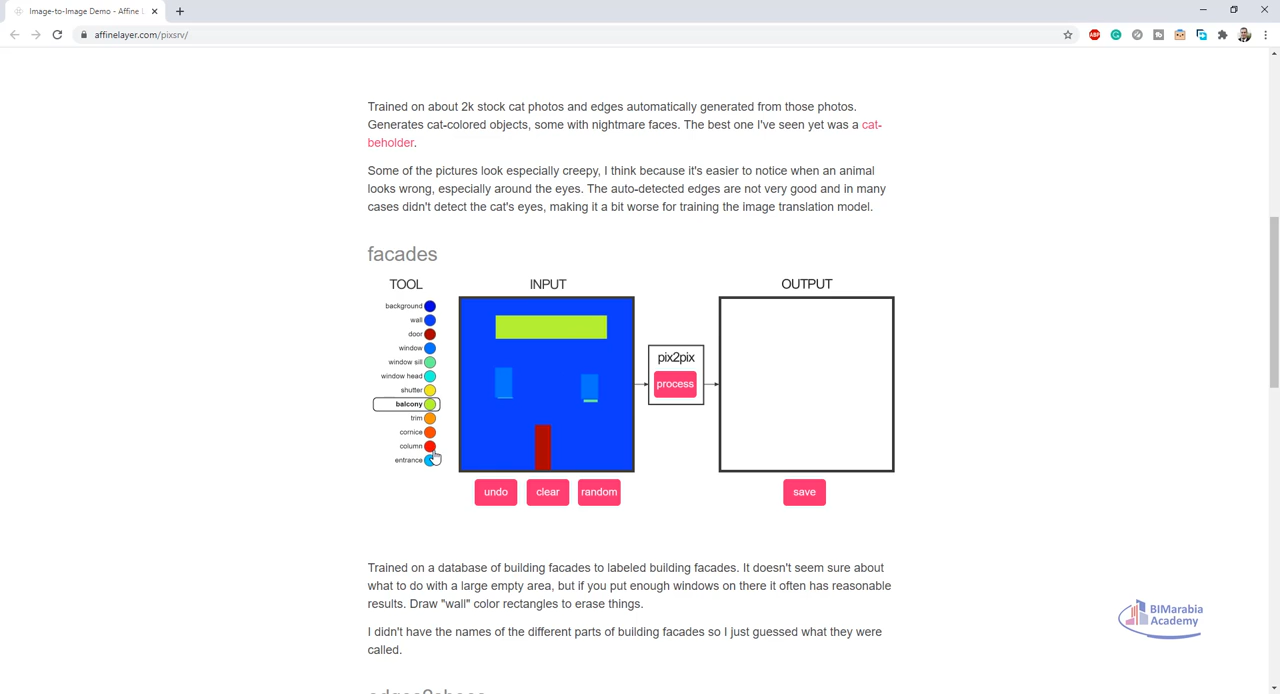 Image-to-Image Demo - Affine L
affinelayer.com/pixsrv/
ABP
Trained on about 2k stock cat photos and edges automatically generated from those photos.
Generates cat-colored objects, some with nightmare faces. The best one I've seen yet was a cat-
beholder.
Some of the pictures look especially creepy, I think because it's easier to notice when an animal
looks wrong, especially around the eyes. The auto-detected edges are not very good and in many
cases didn't detect the cat's eyes, making it a bit worse for training the image translation model.
facades
TOOL
INPUT
OUTPUT
background
wall
door
window
window sill
window head
shutter
balcony
trim
cornice
column
entrance
pix2pix
process
undo
clear
random
save
Trained on a database of building facades to labeled building facades. It doesn't seem sure about
what to do with a large empty area, but if you put enough windows on there it often has reasonable
results. Draw "wall" color rectangles to erase things.
I didn't have the names of the different parts of building facades so I just guessed what they were
called.
BIMarabia
Academy